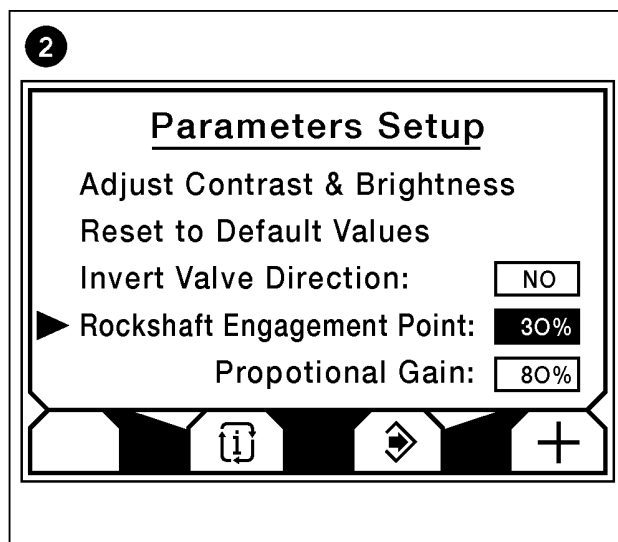 2
Parameters Setup
Adjust Contrast & Brightness
Reset to Default Values
Invert Valve Direction: NO
Rockshaft Engagement Point: 30%
Propotional Gain: 80%
i +